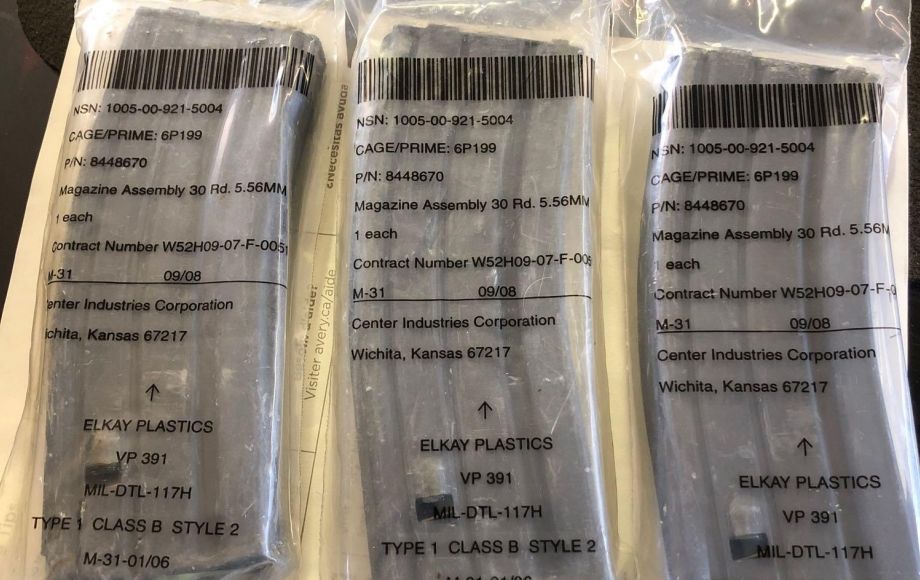 NSN: 1005-00-921-5004
CAGE/PRIME: 6P199
P/N: 8448670
Magazine Assembly 30 Rd. 5.56MM
1 each
Contract Number W52H09-07-F-005
M-31 09/08
Center Industries Corporation
Wichita, Kansas 67217
ELKAY PLASTICS
VP 391
MIL-DTL-117H
TYPE 1 CLASS B STYLE 2
M-31-01/06
¿Necesitas ayuda
Visiter avery.ca/aide
NSN: 1005-00-921-5004
CAGE/PRIME: 6P199
P/N: 8448670
Magazine Assembly 30 Rd. 5.56MM
1 each
Contract Number W52H09-07-F-005
M-31 09/08
Center Industries Corporation
Wichita, Kansas 67217
ELKAY PLASTICS
VP 391
MIL-DTL-117H
TYPE 1 CLASS B STYLE 2
M-31-01/06
NSN: 1005-00-921-5004
CAGE/PRIME: 6P199
P/N: 8448670
Magazine Assembly 30 Rd. 5.56M
each
Contract Number W52H09-07-F-0
M-31 09/08
Center Industries Corporation
Wichita, Kansas 67217
ELKAY PLASTICS
VP 391
MIL-DTL-117H